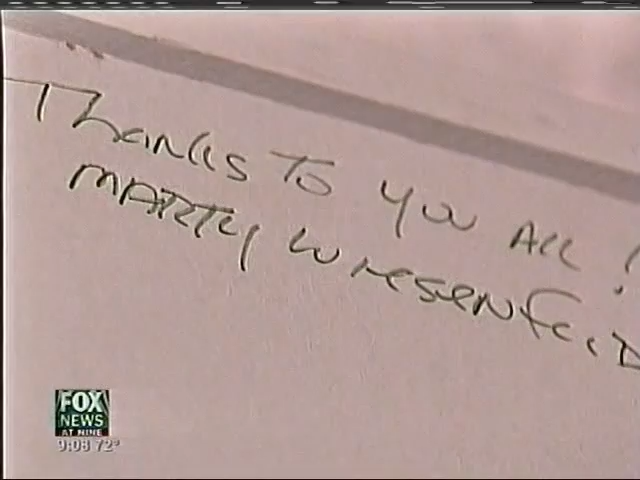 Thanks to you All!
MARTY Wiesenfeld
FOX
NEWS
AT NINE
9:08 72°